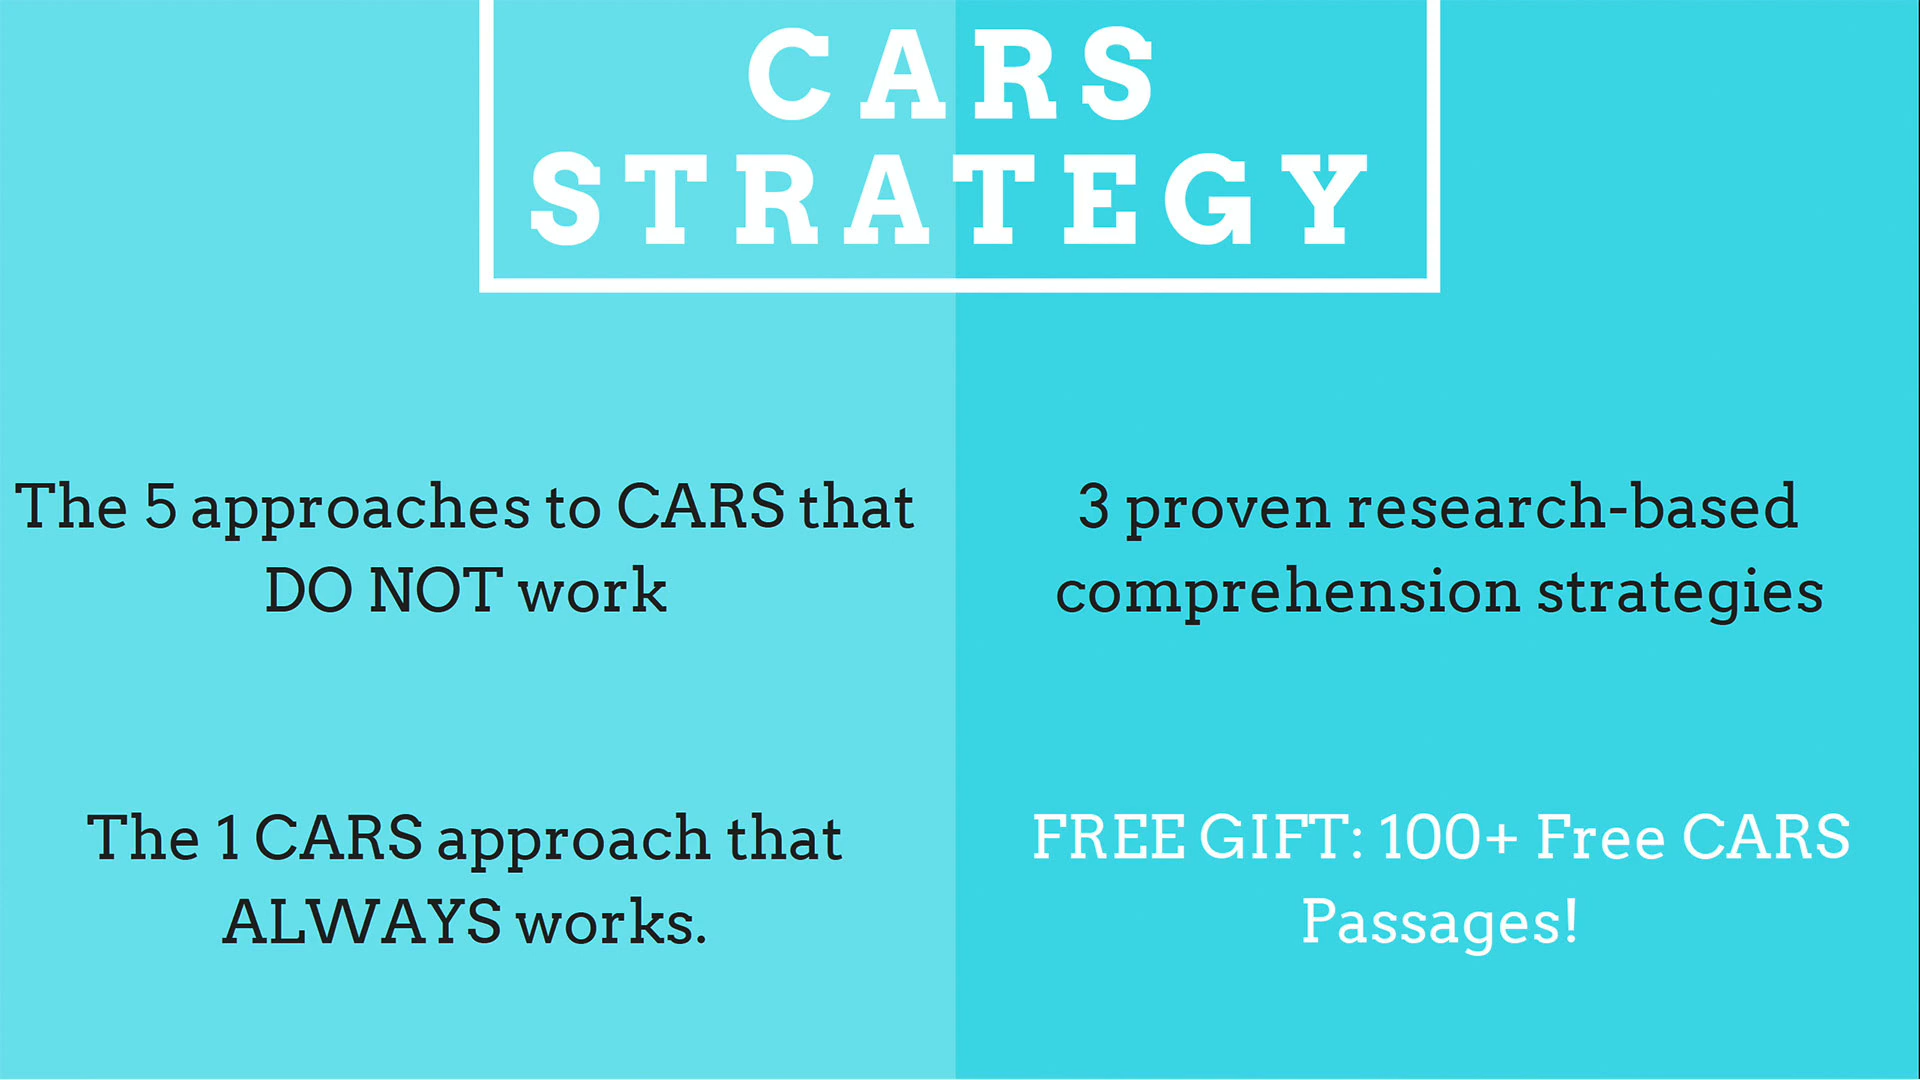 CARS
STRATEGY
The 5 approaches to CARS that
DO NOT work
The 1 CARS approach that
ALWAYS works.
3 proven research-based
comprehension strategies
FREE GIFT: 100+ Free CARS
Passages!